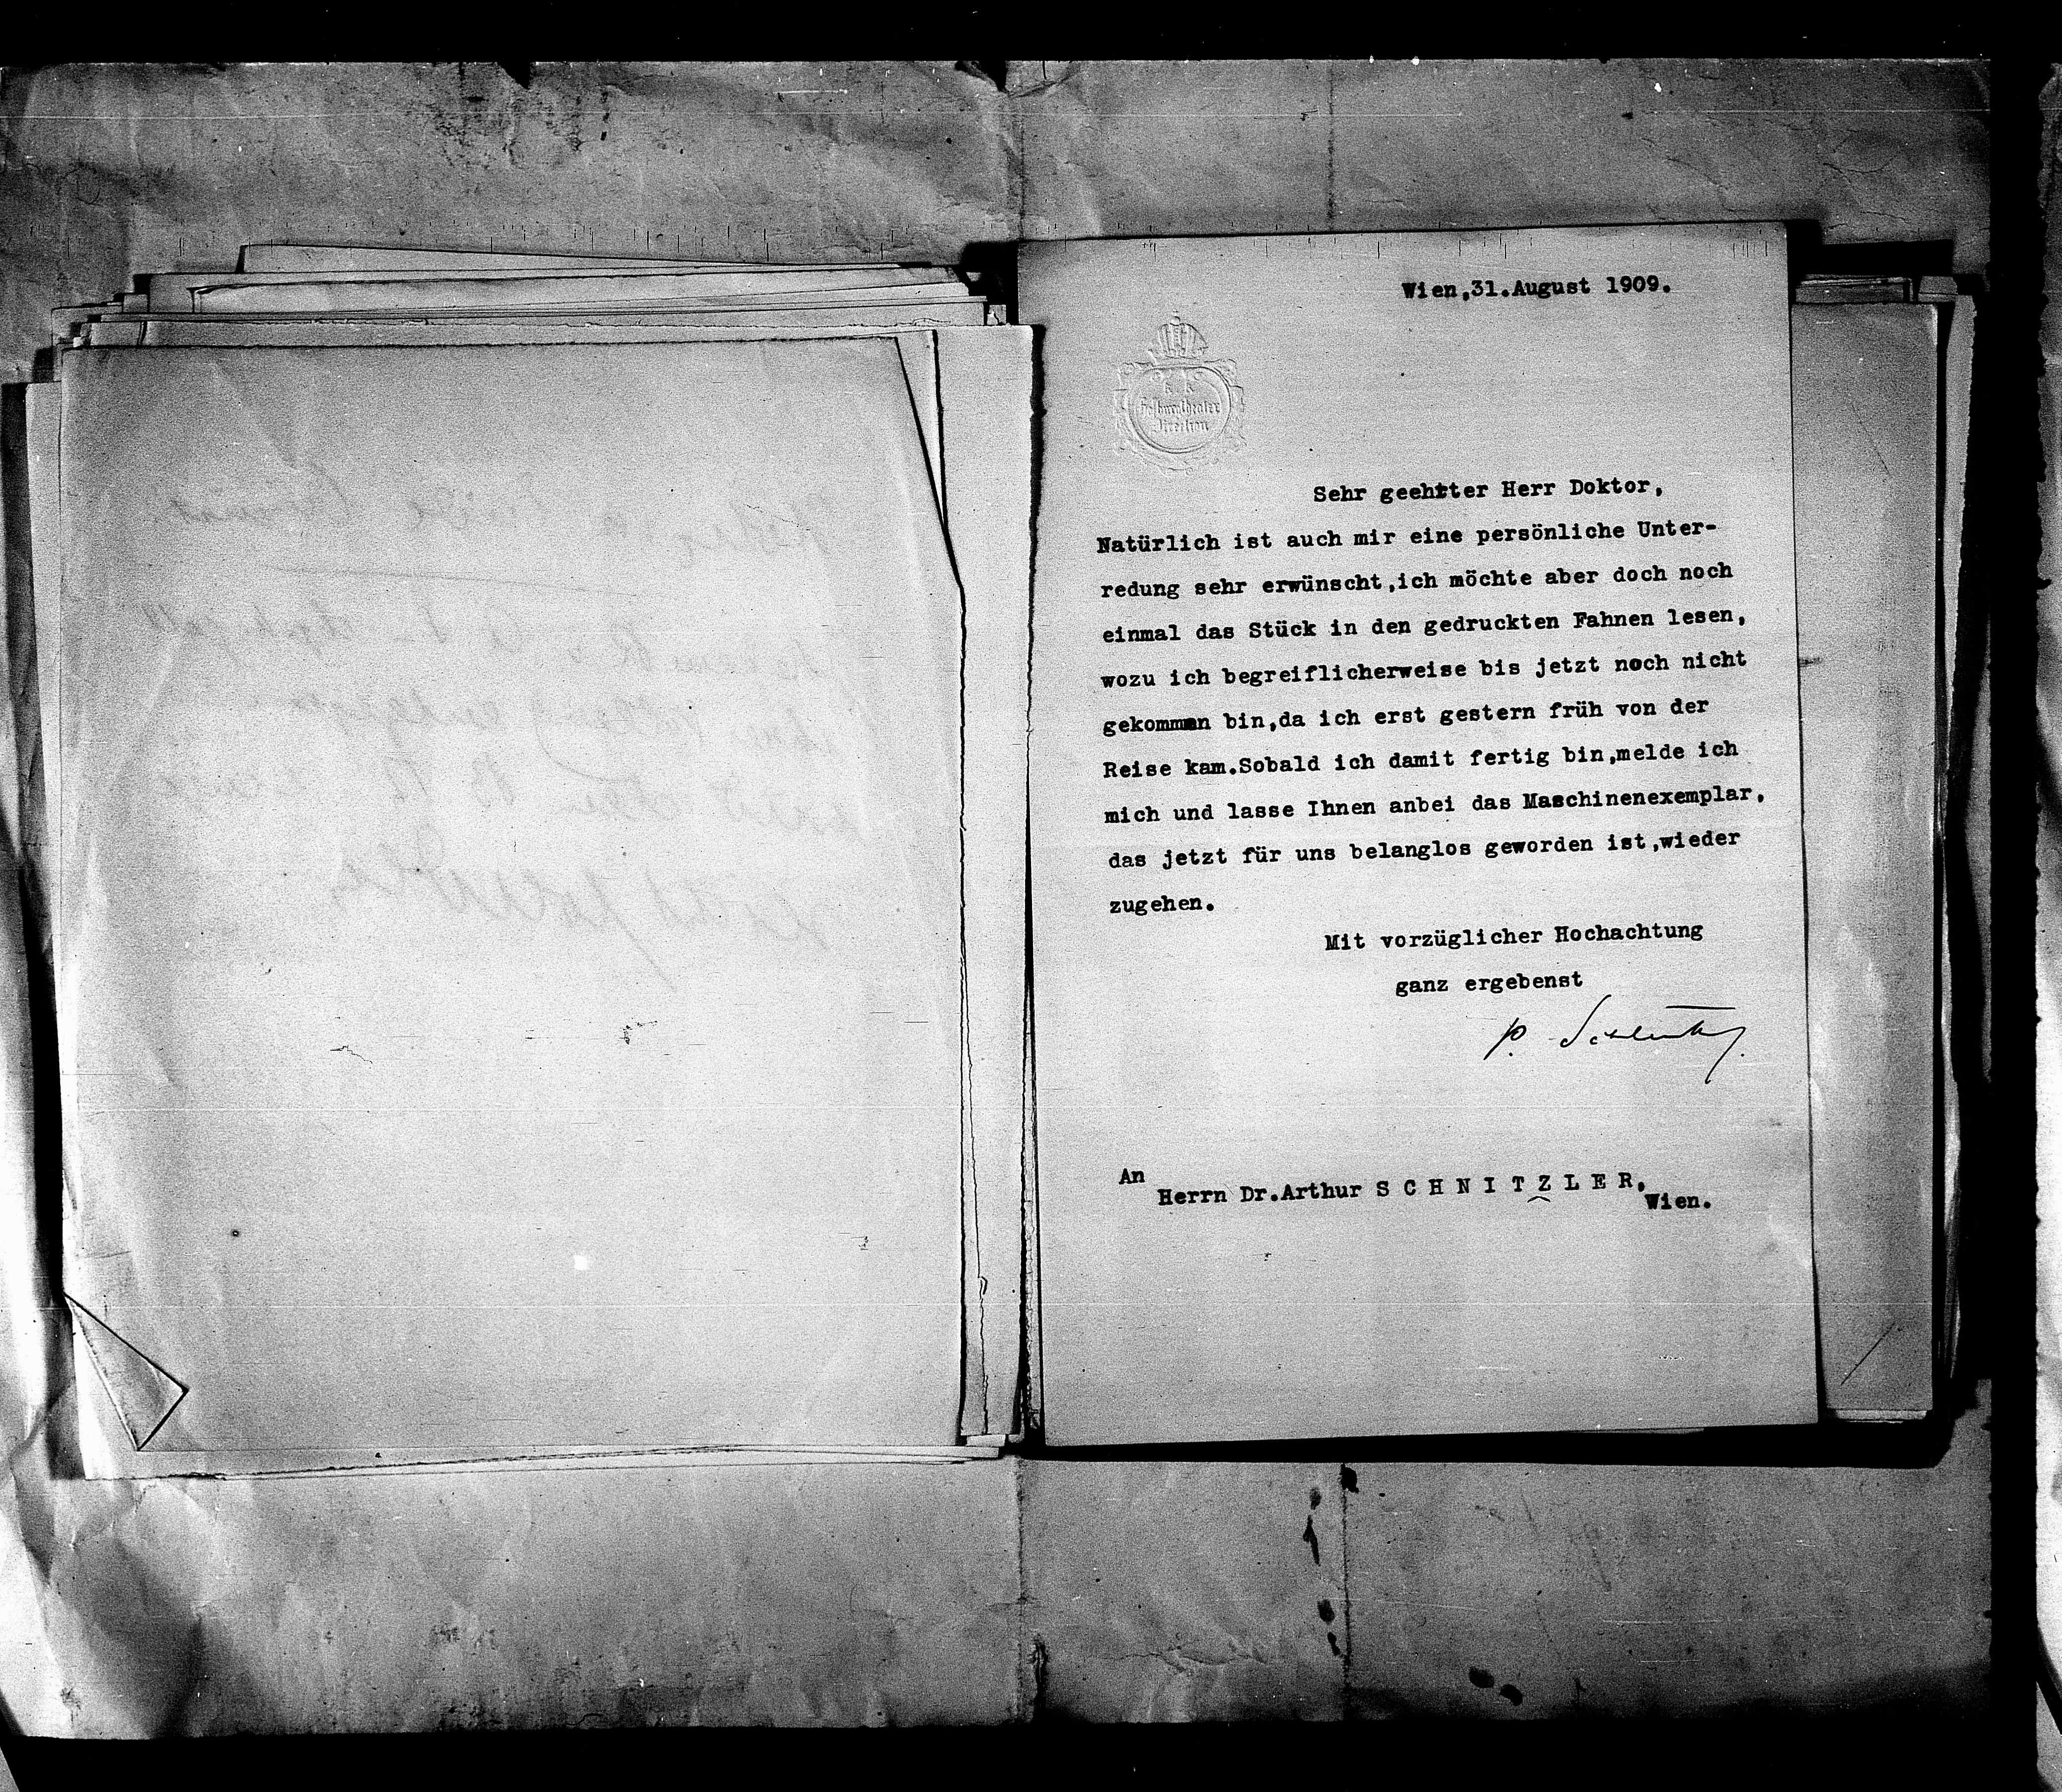 Wien,31.August 1909.
K. K.
Hofburgtheater
Direction
Sehr geehrter Herr Doktor,
Natürlich ist auch mir eine persönliche Unter-
redung sehr erwünscht,ich möchte aber doch noch
einmal das Stück in den gedruckten Fahnen lesen,
wozu ich begreiflicherweise bis jetzt noch nicht
gekommen bin,da ich erst gestern früh von der
Reise kam.Sobald ich damit fertig bin,melde ich
mich und lasse Ihnen anbei das Maschinenexemplar,
das jetzt für uns belanglos geworden ist,wieder
zugehen.
Mit vorzüglicher Hochachtung
ganz ergebenst
P. Schlenther.
An
Herrn Dr.Arthur S C H N I T Z L E R,
Wien.